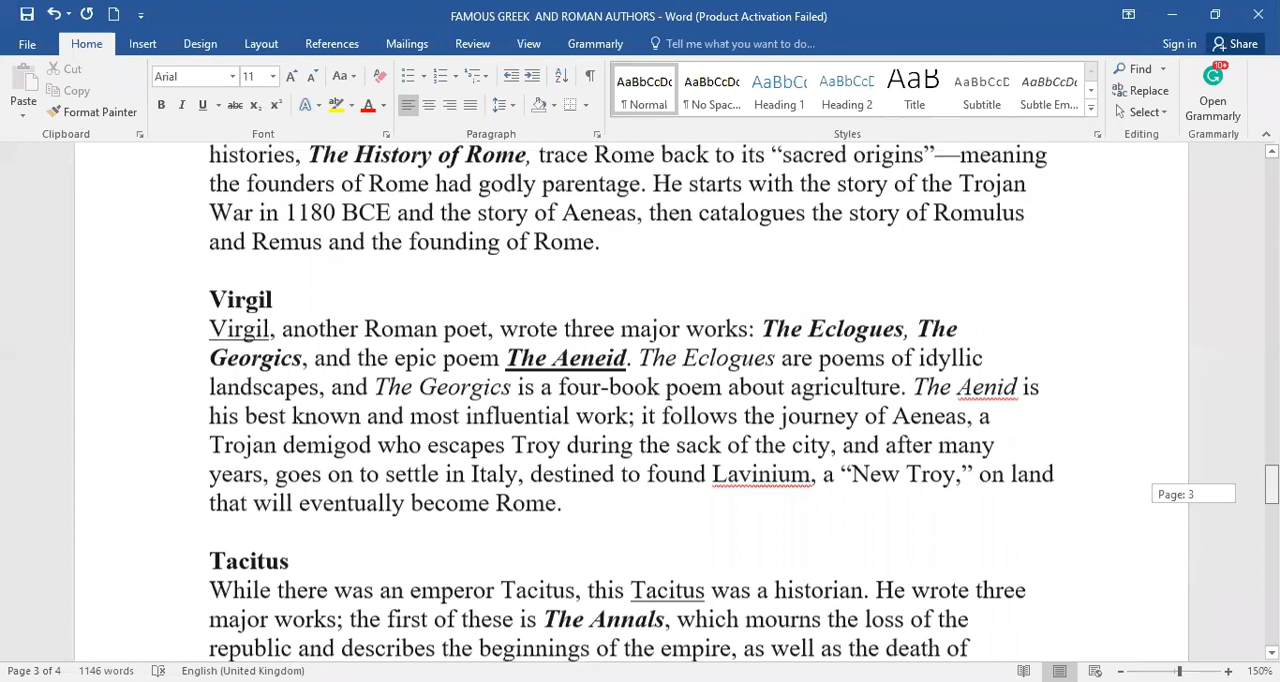 FAMOUS GREEK  AND ROMAN AUTHORS - Word (Product Activation Failed)
File Home Insert Design Layout References Mailings Review View Grammarly Tell me what you want to do... Sign in Share
Cut
Copy
Paste
Format Painter
Clipboard
Arial 11
Font
Paragraph
AaBbCcDc AaBbCcDc AaBbC( AaBbCcD AaB AaBbCcD AaBbCcDc
¶ Normal ¶ No Spac... Heading 1 Heading 2 Title Subtitle Subtle Em...
Styles
Find
Replace
Select
Editing
10+
Open
Grammarly
Grammarly
histories, The History of Rome, trace Rome back to its “sacred origins”—meaning
the founders of Rome had godly parentage. He starts with the story of the Trojan
War in 1180 BCE and the story of Aeneas, then catalogues the story of Romulus
and Remus and the founding of Rome.
Virgil
Virgil, another Roman poet, wrote three major works: The Eclogues, The
Georgics, and the epic poem The Aeneid. The Eclogues are poems of idyllic
landscapes, and The Georgics is a four-book poem about agriculture. The Aenid is
his best known and most influential work; it follows the journey of Aeneas, a
Trojan demigod who escapes Troy during the sack of the city, and after many
years, goes on to settle in Italy, destined to found Lavinium, a “New Troy,” on land
that will eventually become Rome.
Page: 3
Tacitus
While there was an emperor Tacitus, this Tacitus was a historian. He wrote three
major works; the first of these is The Annals, which mourns the loss of the
republic and describes the beginnings of the empire, as well as the death of
Page 3 of 4 1146 words English (United Kingdom) 150%